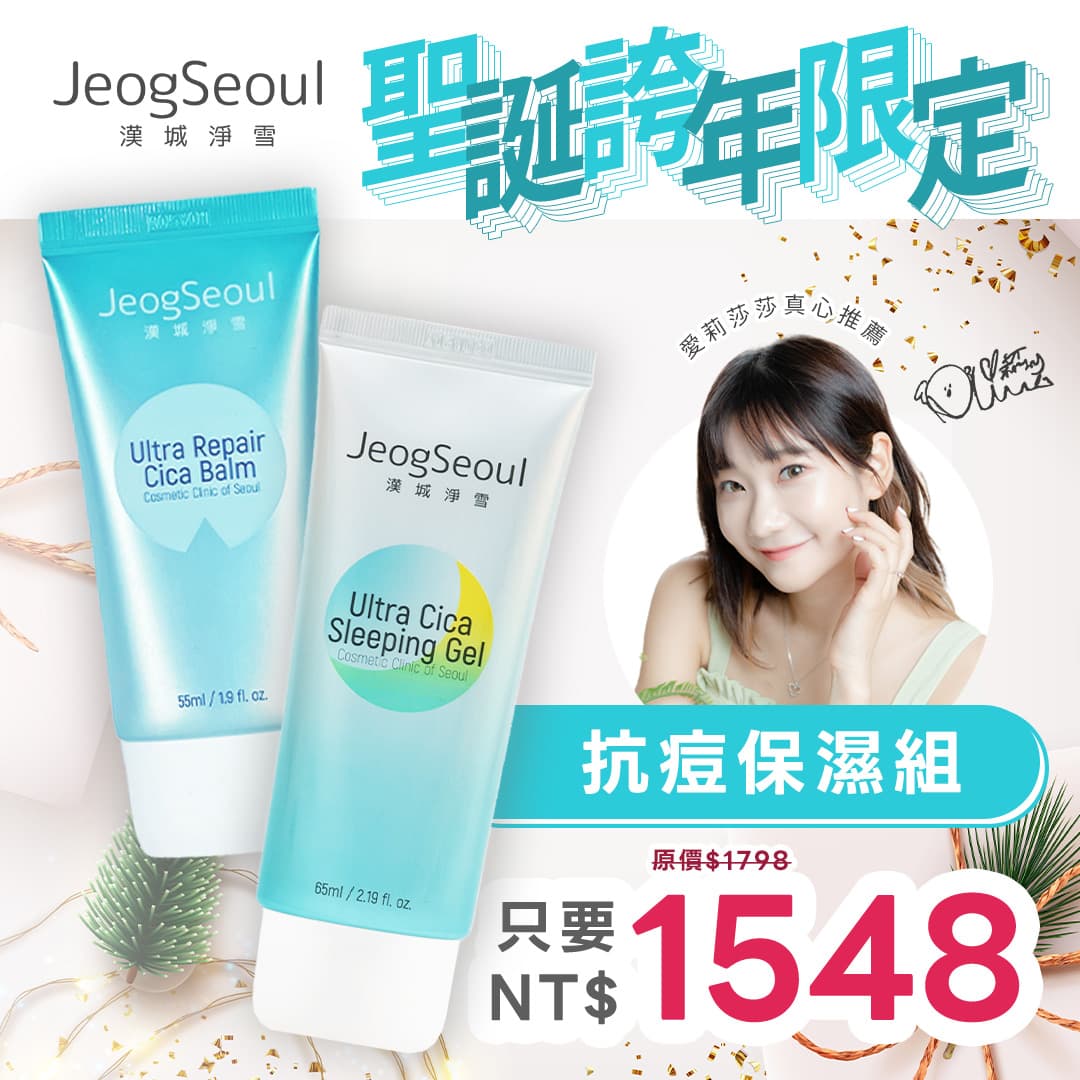 JeogSeoul
漢城淨雪
聖誕誇年限定
JeogSeoul
漢城淨雪
Ultra Repair
Cica Balm
Cosmetic Clinic of Seoul
55ml / 1.9 fl. oz.
JeogSeoul
漢城淨雪
Ultra Cica
Sleeping Gel
Cosmetic Clinic of Seoul
65ml / 2.19 fl. oz.
愛莉莎莎真心推薦
抗痘保濕組
原價$1798
只要
NT$1548